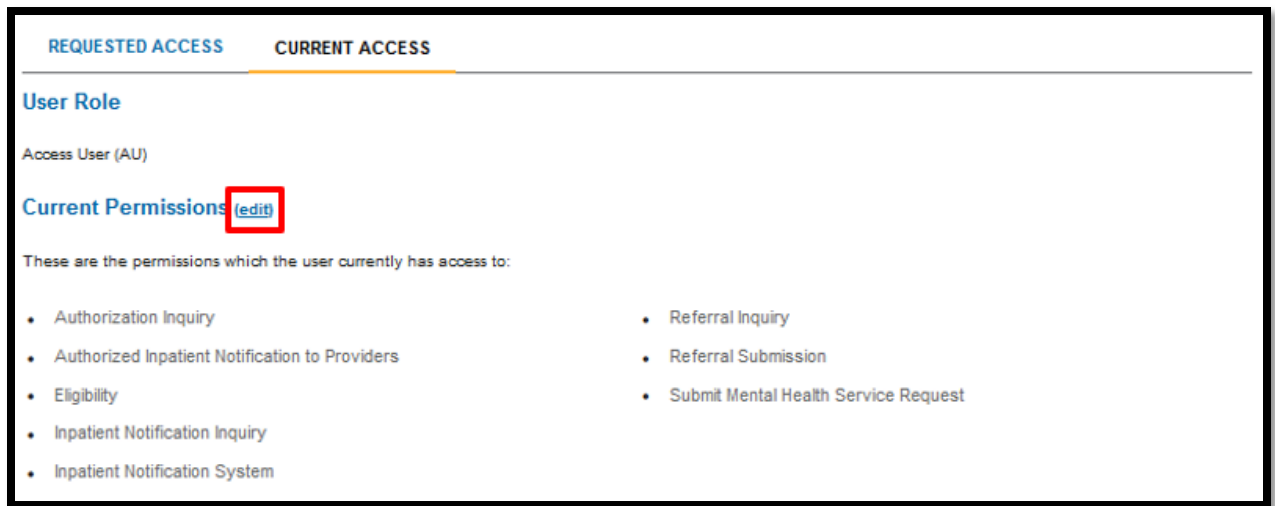 REQUESTED ACCESS CURRENT ACCESS
User Role
Access User (AU)
Current Permissions (edit)
These are the permissions which the user currently has access to:
• Authorization Inquiry
• Authorized Inpatient Notification to Providers
• Eligibility
• Inpatient Notification Inquiry
• Inpatient Notification System
• Referral Inquiry
• Referral Submission
• Submit Mental Health Service Request